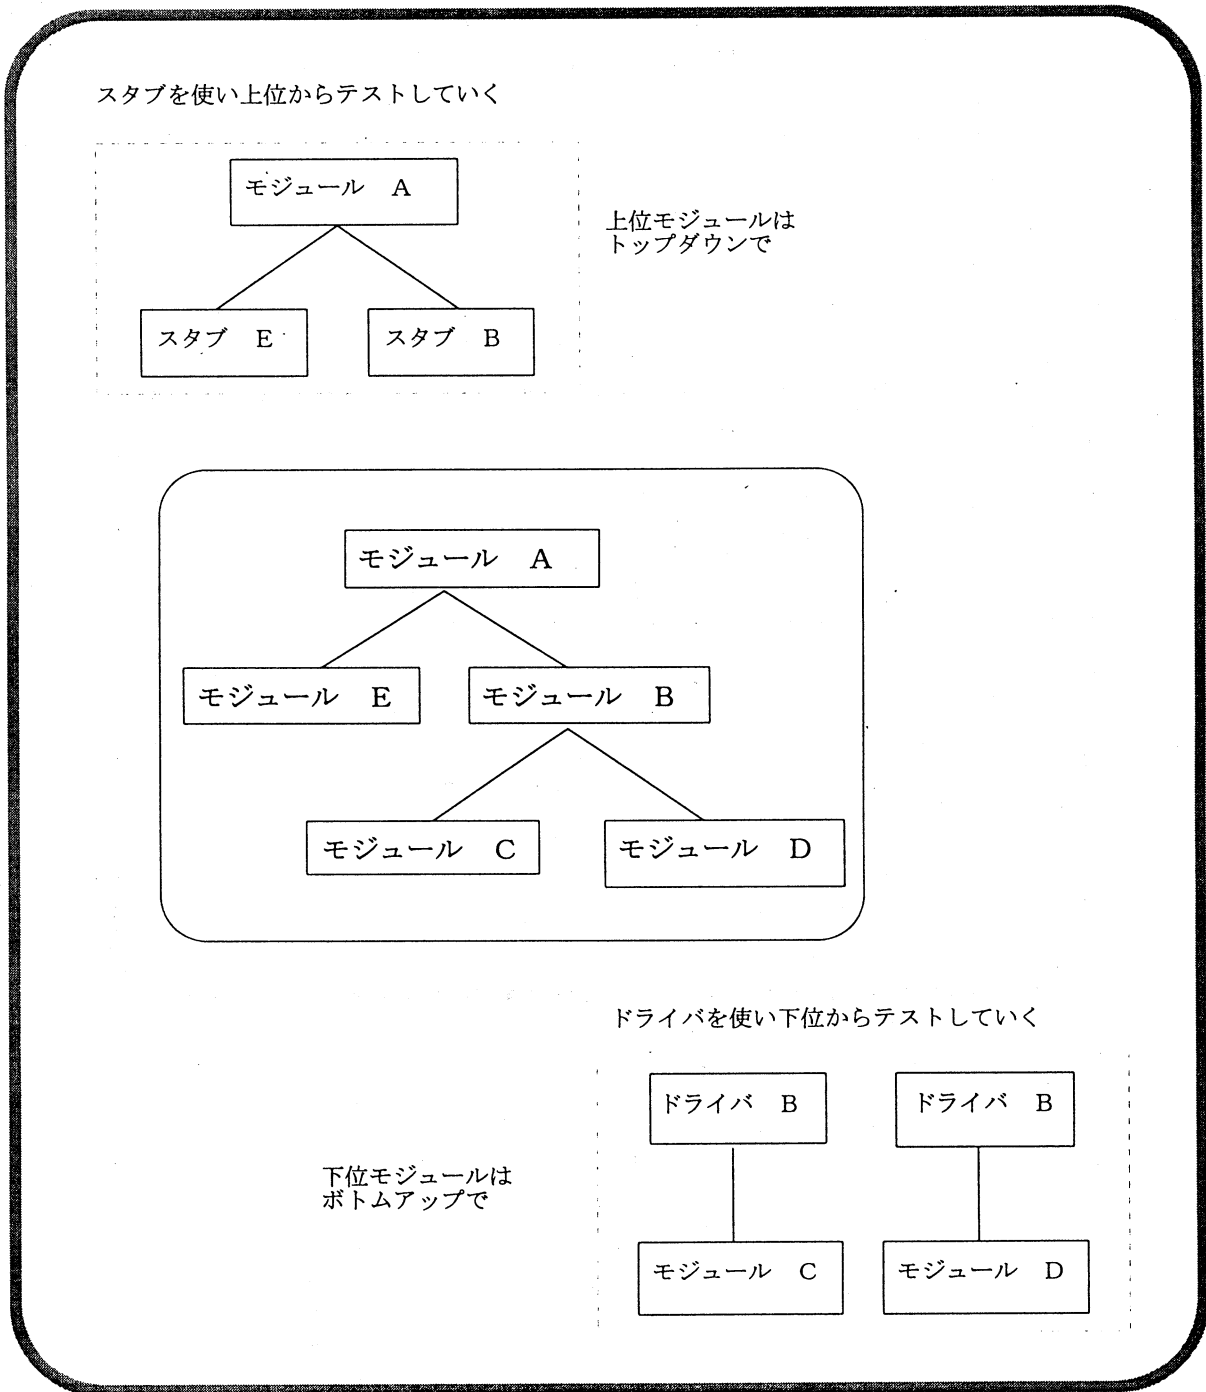 スタブを使い上位からテストしていく
モジュール　A
上位モジュールは
トップダウンで
スタブ　E
スタブ　B
モジュール　A
モジュール　E
モジュール　B
モジュール　C
モジュール　D
ドライバを使い下位からテストしていく
ドライバ　B
ドライバ　B
下位モジュールは
ボトムアップで
モジュール　C
モジュール　D